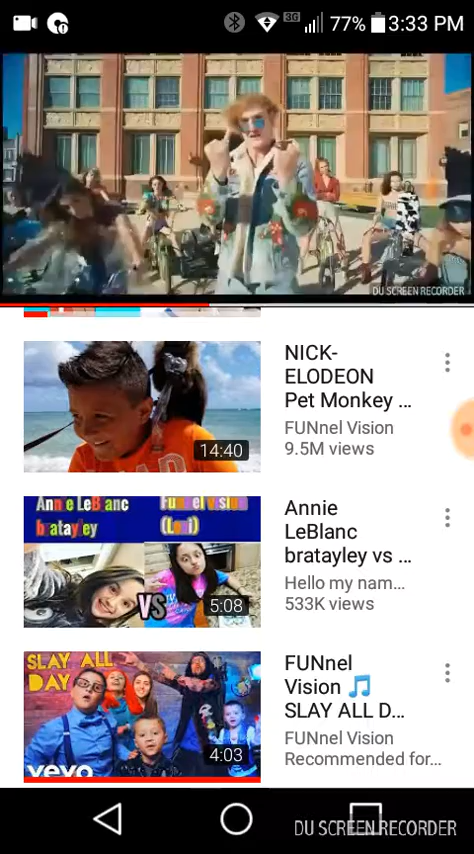 3G 77% 3:33 PM
DU SCREEN RECORDER
NICK-
ELODEON
Pet Monkey ...
FUNnel Vision
9.5M views
14:40
Annie LeBlanc
bratayley
Funnel vision
(Lexi)
VS
5:08
Annie
LeBlanc
bratayley vs ...
Hello my nam...
533K views
SLAY ALL
DAY
vevo
4:03
FUNnel
Vision 🎵
SLAY ALL D...
FUNnel Vision
Recommended for...
DU SCREEN RECORDER